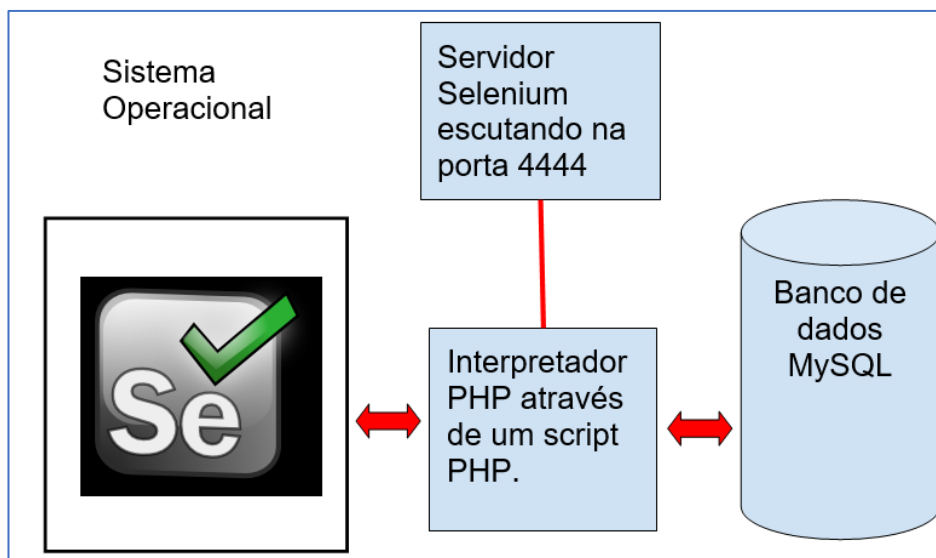 Sistema
Operacional
Servidor
Selenium
escutando na
porta 4444
Se
Interpretador
PHP através
de um script
PHP.
Banco de
dados
MySQL